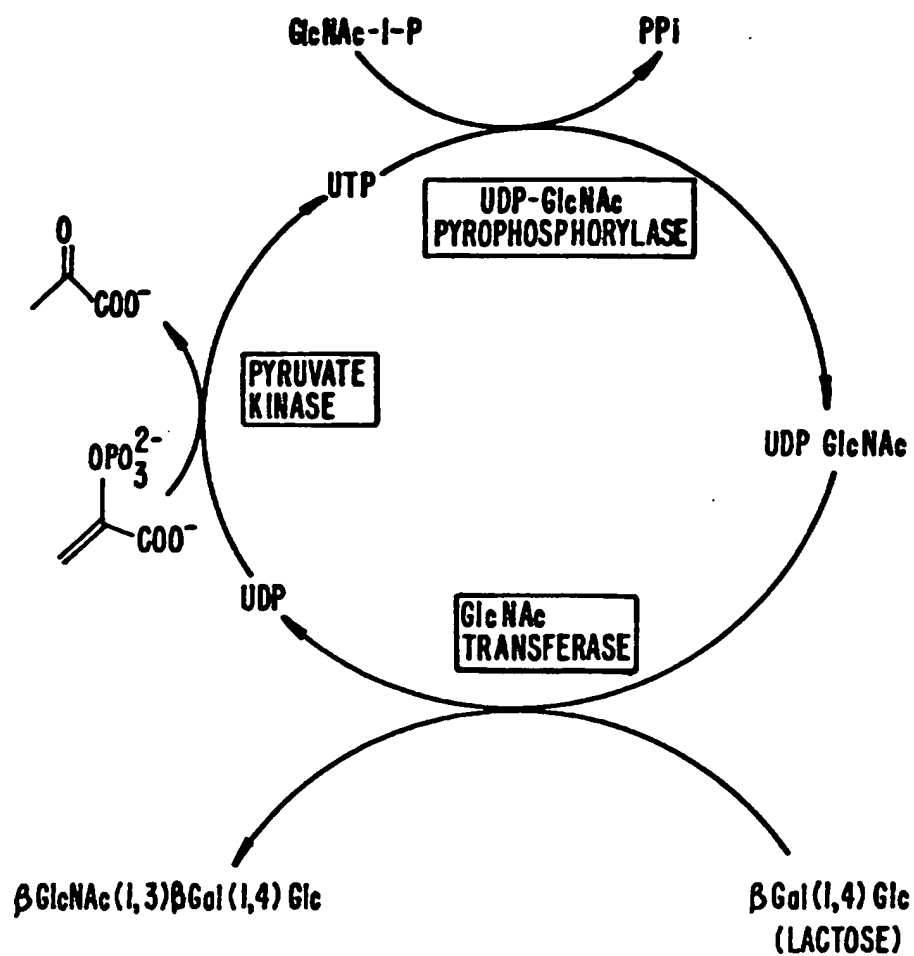 GlcNAc-1-P
PPi
UTP
UDP-GlcNAc
PYROPHOSPHORYLASE
O
COO⁻
PYRUVATE
KINASE
UDP GlcNAc
OPO₃²⁻
COO⁻
UDP
GlcNAc
TRANSFERASE
βGlcNAc(1,3)βGal(1,4) Glc
βGal(1,4) Glc
(LACTOSE)